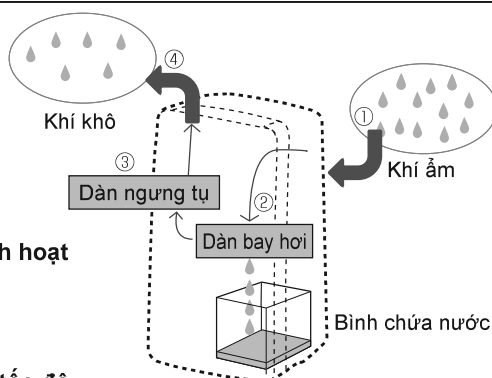 ④
①
Khí khô
Khí ẩm
③
Dàn ngưng tụ
②
Dàn bay hơi
h hoạt
Bình chứa nước